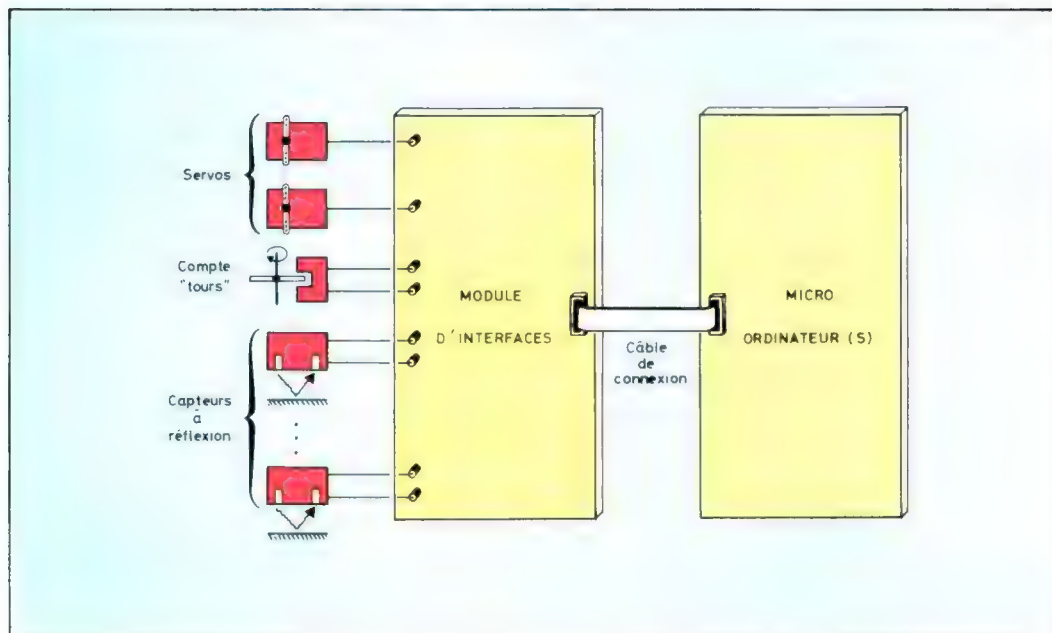 Servos
Compte
"tours"
Capteurs
à
réflexion
MODULE
D'INTERFACES
Câble
de
connexion
MICRO
ORDINATEUR (S)